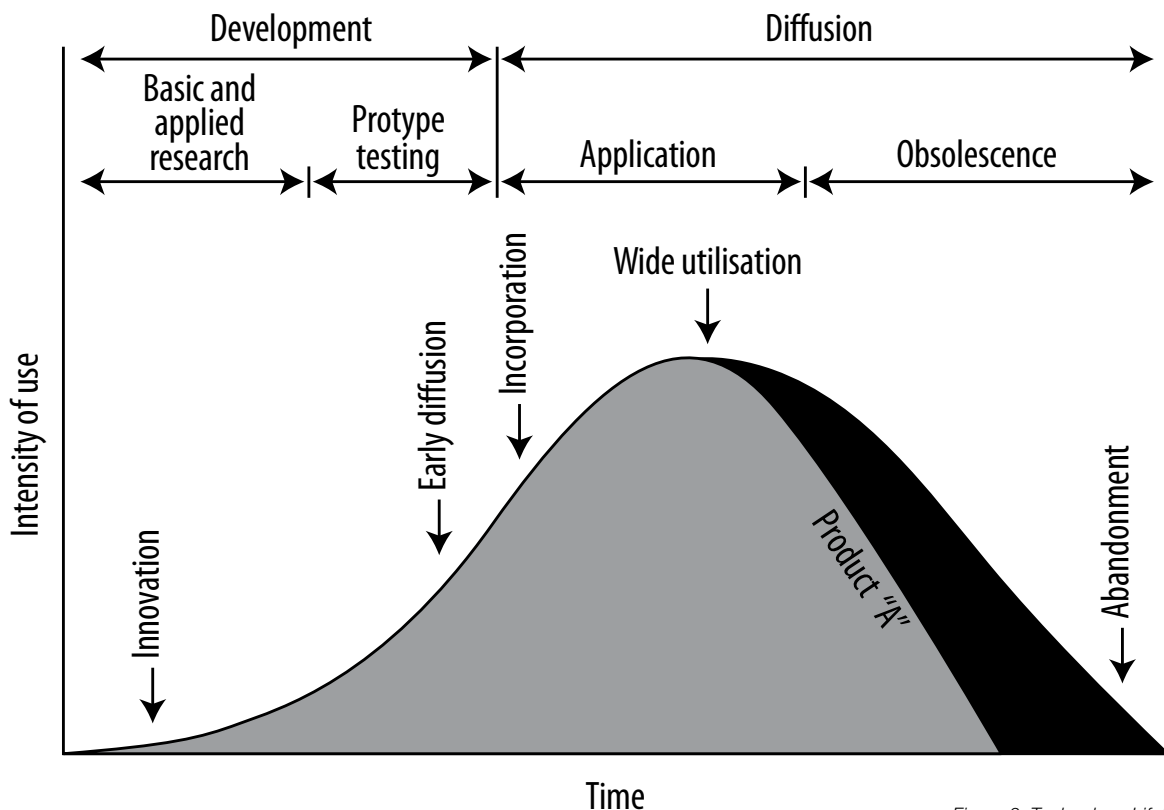 Development
Diffusion
Basic and
applied
research
Protype
testing
Application
Obsolescence
Wide utilisation
Incorporation
Early diffusion
Innovation
Abandonment
Product "A"
Intensity of use
Time